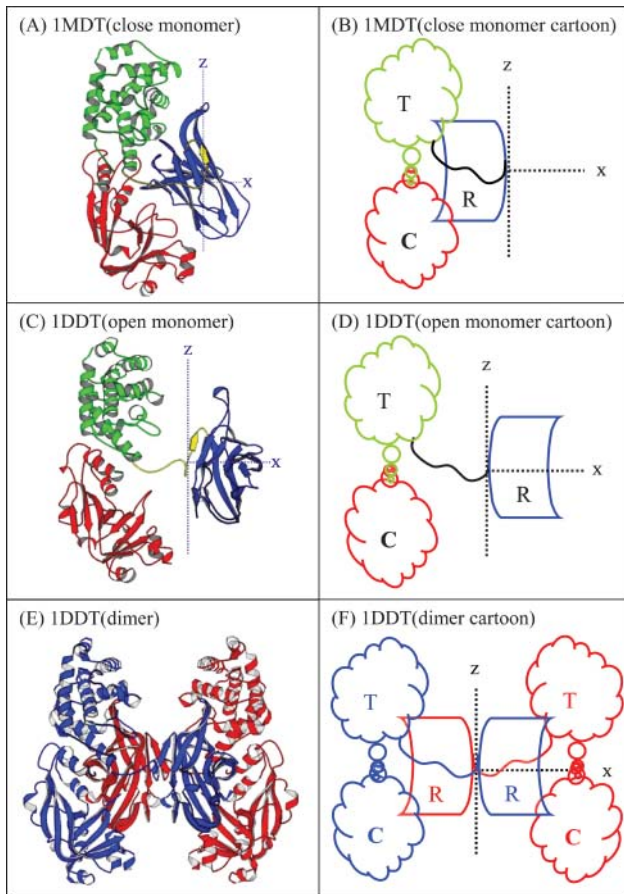 (A) 1MDT(close monomer)
z
x
(B) 1MDT(close monomer cartoon)
z
T
x
R
C
(C) 1DDT(open monomer)
z
x
(D) 1DDT(open monomer cartoon)
z
T
x
R
C
(E) 1DDT(dimer)
(F) 1DDT(dimer cartoon)
z
T T
x
R R
C C